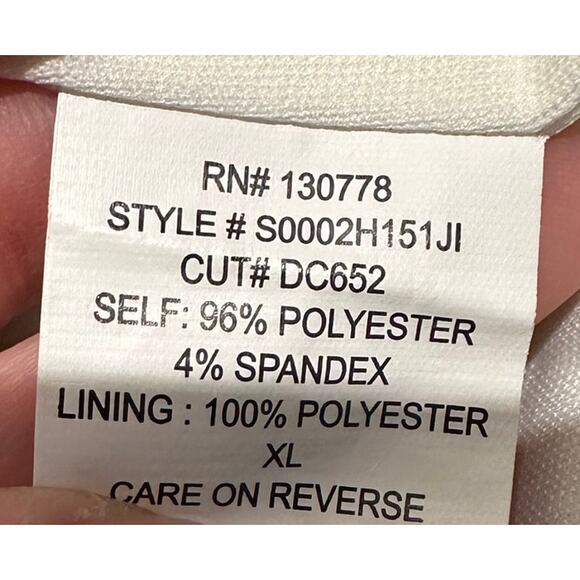 RN# 130778
STYLE # S0002H151JI
CUT# DC652
SELF: 96% POLYESTER
4% SPANDEX
LINING : 100% POLYESTER
XL
CARE ON REVERSE